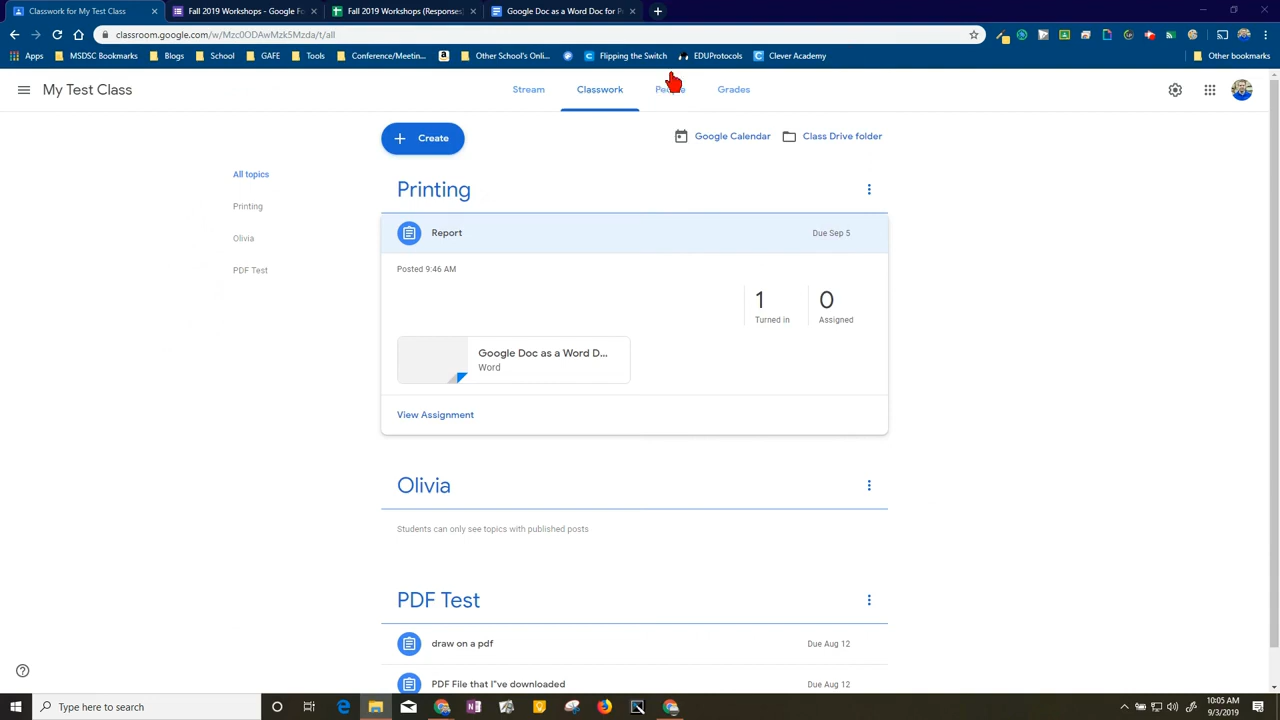 Classwork for My Test Class
Fall 2019 Workshops - Google Fo
Fall 2019 Workshops (Responses)
Google Doc as a Word Doc for P
classroom.google.com/w/Mzc0ODAwMzk5Mzda/t/all
Apps
MSDSC Bookmarks
Blogs
School
GAFE
Tools
Conference/Meetin...
Other School's Onli...
Flipping the Switch
EDUProtocols
Clever Academy
Other bookmarks
My Test Class
Stream
Classwork
People
Grades
Create
Google Calendar
Class Drive folder
All topics
Printing
Olivia
PDF Test
Printing
Report
Due Sep 5
Posted 9:46 AM
1
Turned in
0
Assigned
Google Doc as a Word D...
Word
View Assignment
Olivia
Students can only see topics with published posts
PDF Test
draw on a pdf
Due Aug 12
PDF File that I"ve downloaded
Due Aug 12
Type here to search
10:05 AM
9/3/2019